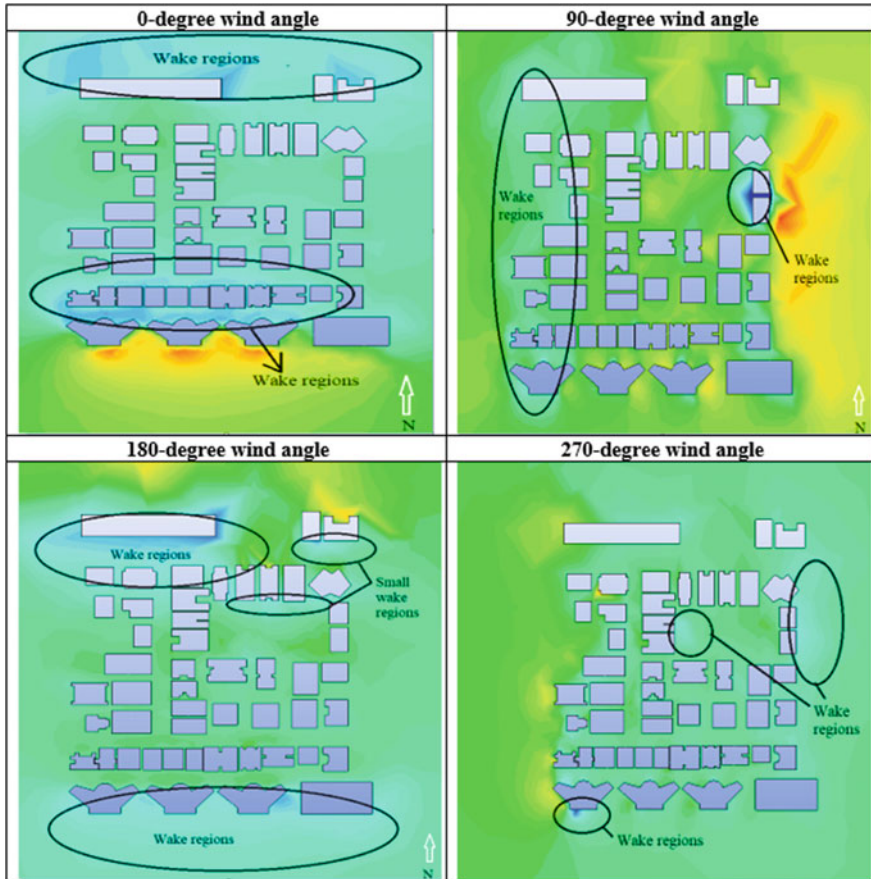 0-degree wind angle
90-degree wind angle
Wake regions
Wake regions
N
Wake
regions
Wake
regions
N
180-degree wind angle
270-degree wind angle
Wake regions
Small
wake
regions
Wake regions
N
Wake
regions
Wake regions